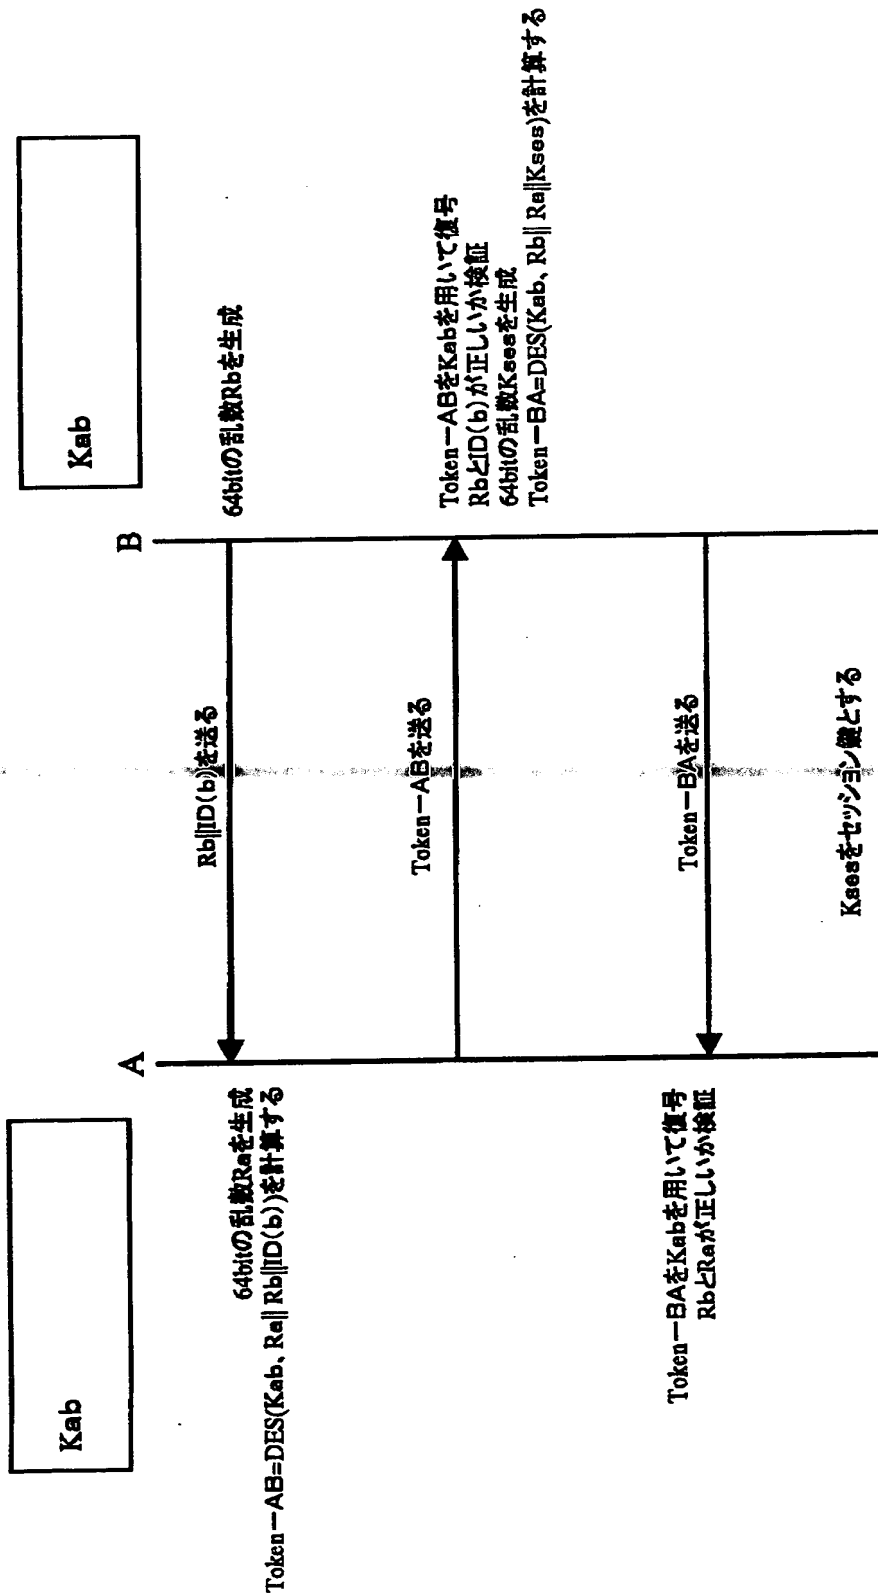 Kab
Kab
A
B
64bitの乱数Rbを生成
Rb||ID(b)を送る
64bitの乱数Raを生成
Token－AB=DES(Kab、Ra|| Rb||ID(b))を計算する
Token－ABを送る
Token－ABをKabを用いて復号
RbとID(b)が正しいか検証
64bitの乱数Ksesを生成
Token－BA=DES(Kab、Rb|| Ra||Kses)を計算する
Token－BAを送る
Token－BAをKabを用いて復号
RbとRaが正しいか検証
Ksesをセッション鍵とする